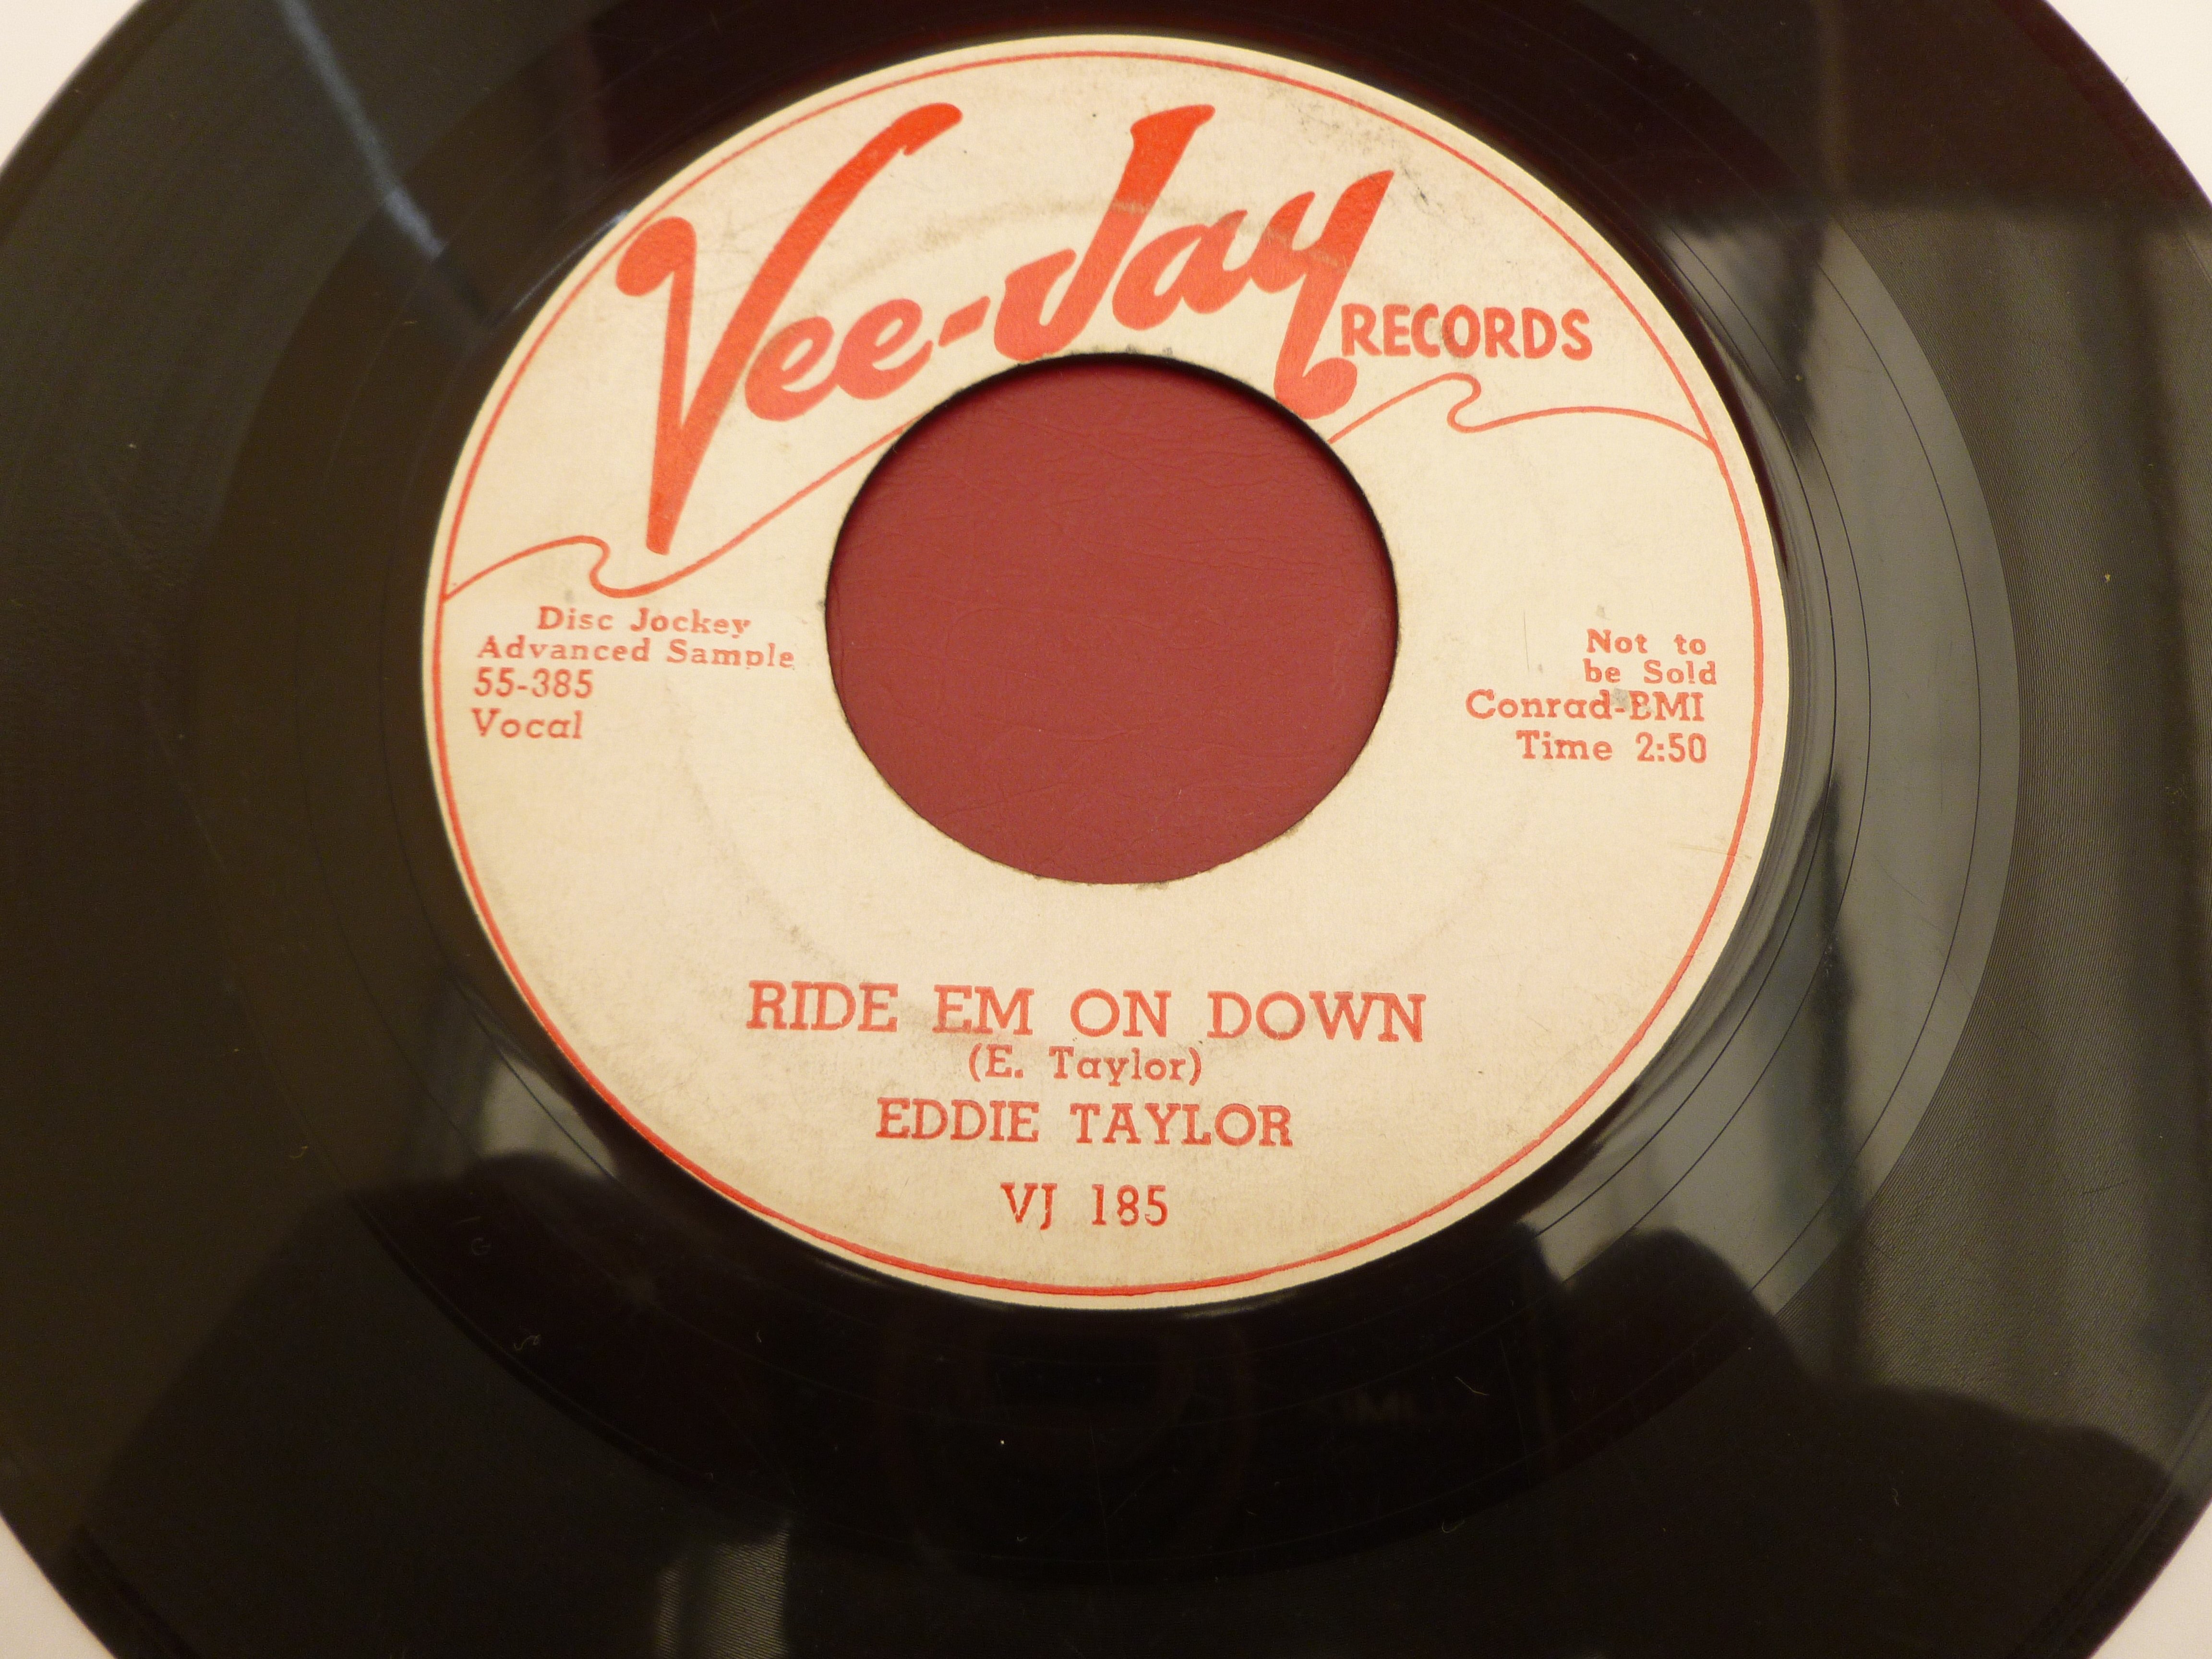 Vee-Jay RECORDS
Disc Jockey
Advanced Sample
55-385
Vocal
Not to
be Sold
Conrad-BMI
Time 2:50
RIDE EM ON DOWN
(E. Taylor)
EDDIE TAYLOR
VJ 185